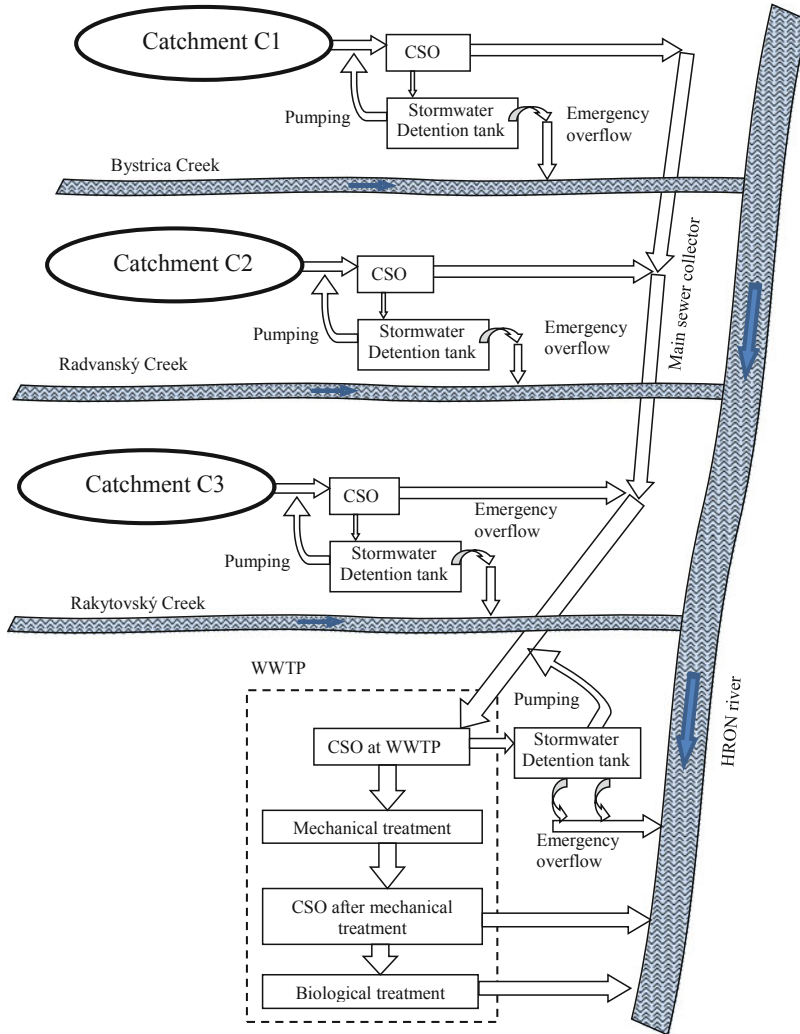 Catchment C1
CSO
Pumping
Stormwater
Detention tank
Emergency
overflow
Bystrica Creek
Catchment C2
CSO
Main sewer collector
Pumping
Stormwater
Detention tank
Emergency
overflow
Radvanský Creek
Catchment C3
CSO
Emergency
overflow
Pumping
Stormwater
Detention tank
Rakytovský Creek
WWTP
Pumping
HRON river
CSO at WWTP
Stormwater
Detention tank
Mechanical treatment
Emergency
overflow
CSO after mechanical
treatment
Biological treatment